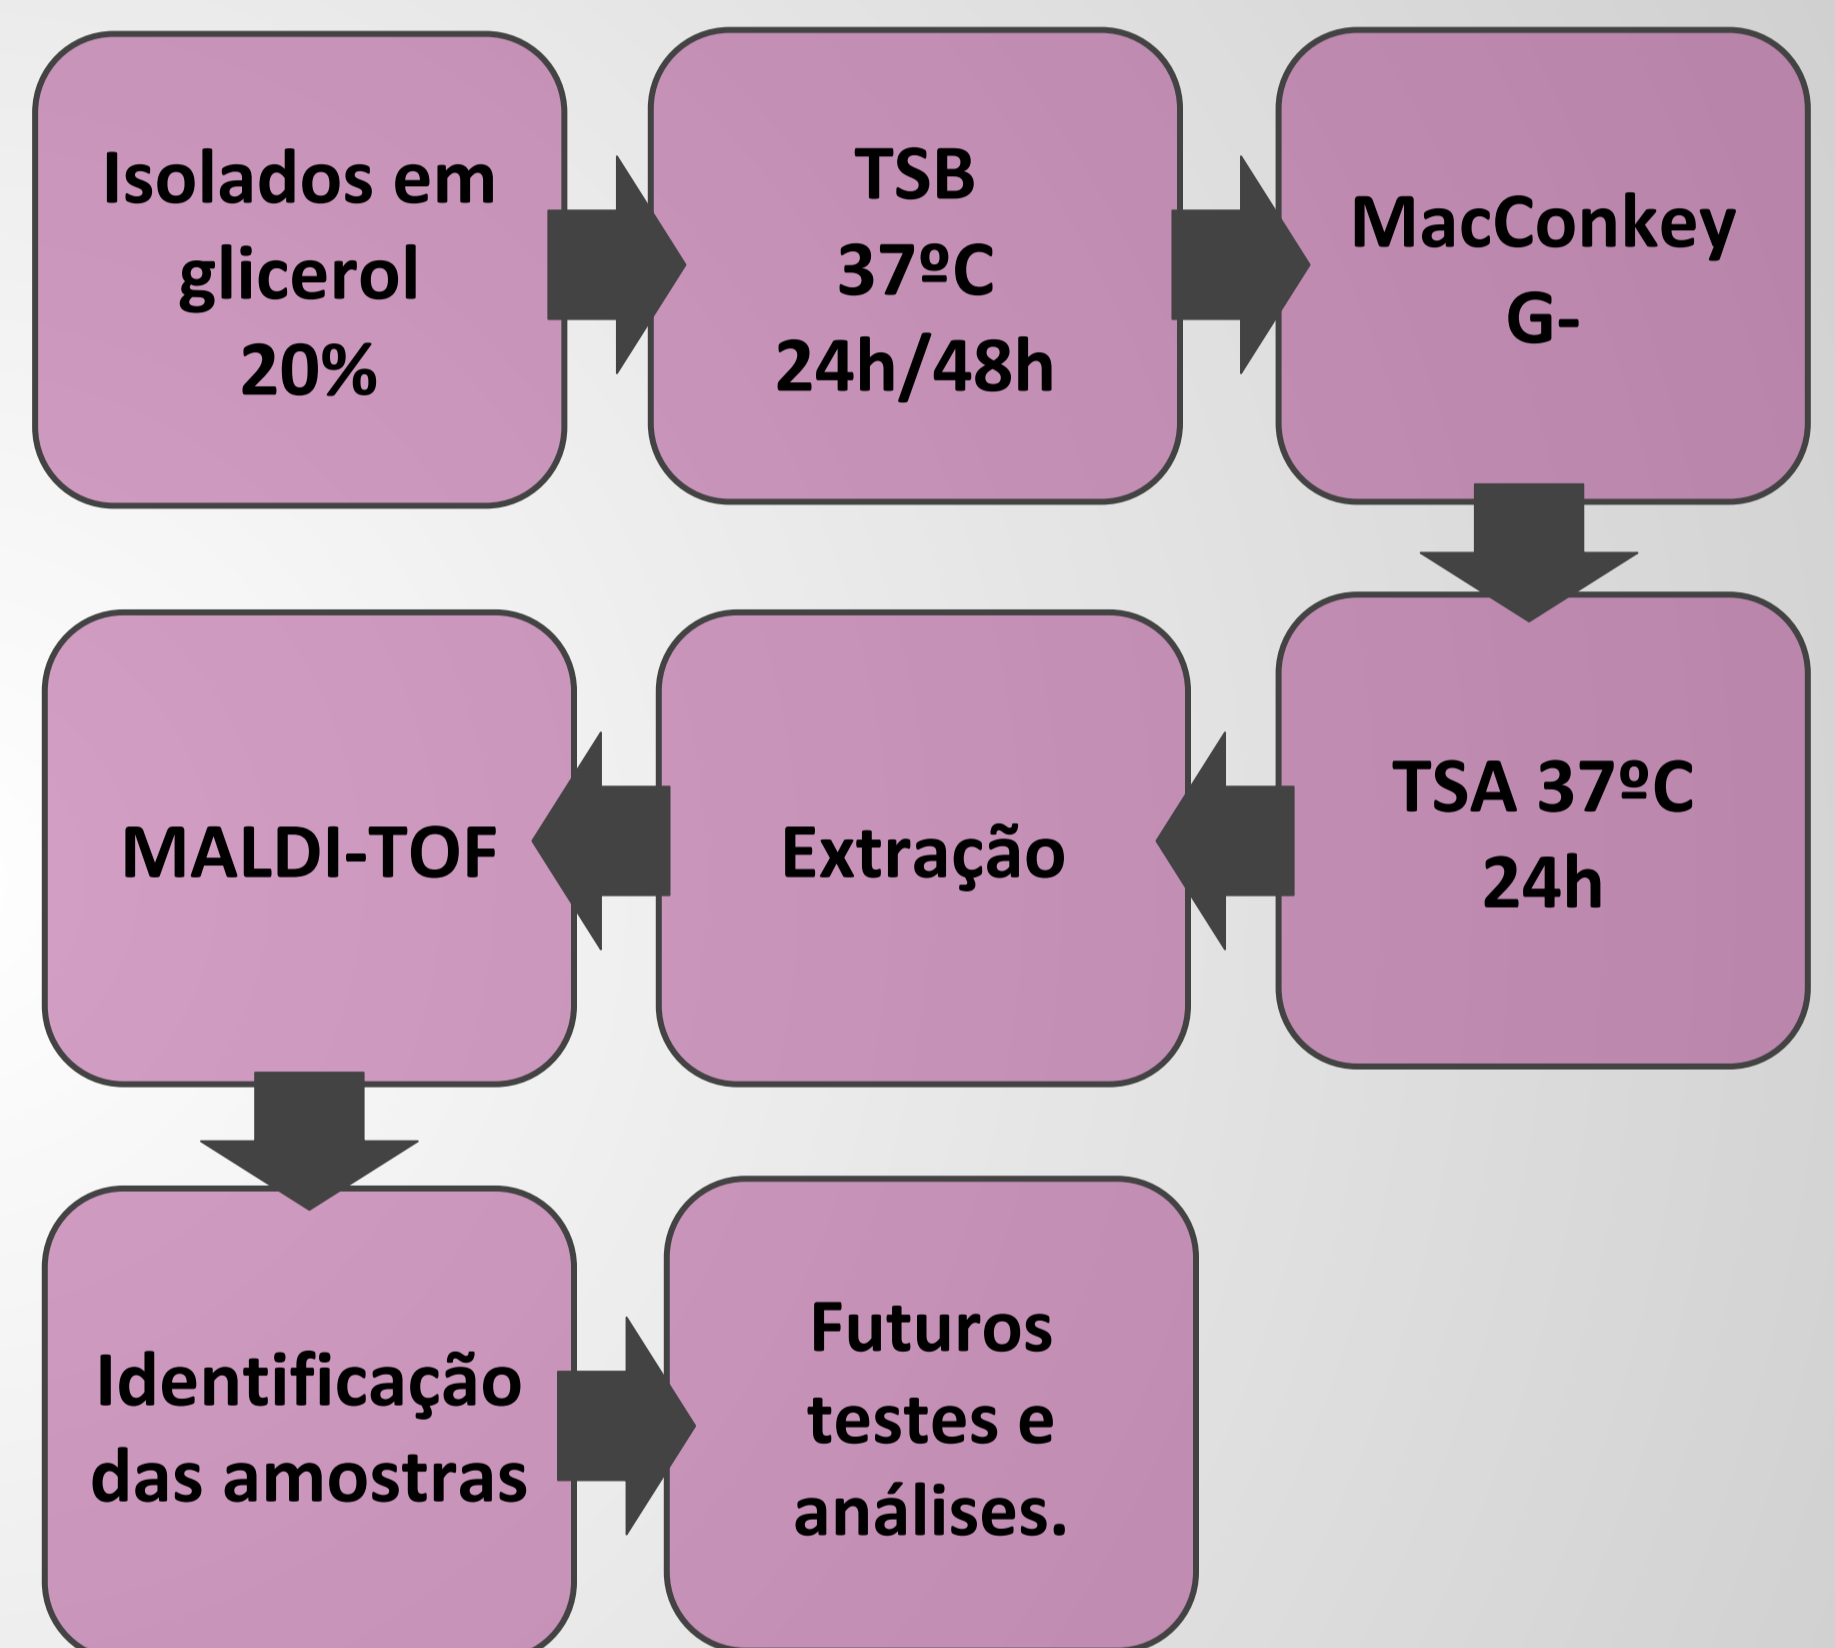 Isolados em
glicerol
20%
TSB
37ºC
24h/48h
MacConkey
G-
TSA 37ºC
24h
Extração
MALDI-TOF
Identificação
das amostras
Futuros
testes e
análises.